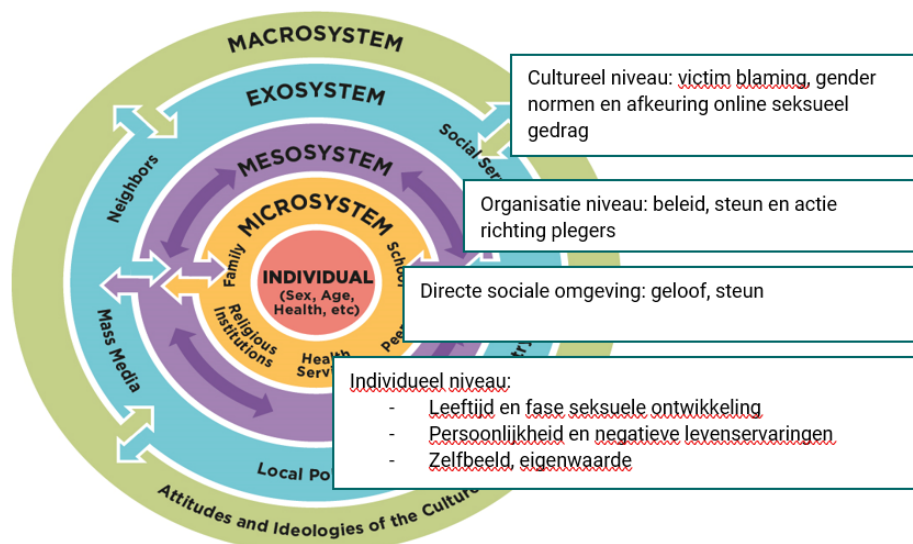 MACROSYSTEM
EXOSYSTEM
MESOSYSTEM
MICROSYSTEM
INDIVIDUAL
(Sex, Age,
Health, etc)
Family
Religious
Institutions
Health
Neighbors
Mass Media
Social
Attitudes and Ideologies of the Culture
Local
Cultureel niveau: victim blaming, gender
normen en afkeuring online seksueel
gedrag
Organisatie niveau: beleid, steun en actie
richting plegers
Directe sociale omgeving: geloof, steun
Individueel niveau:
- Leeftijd en fase seksuele ontwikkeling
- Persoonlijkheid en negatieve levenservaringen
- Zelfbeeld, eigenwaarde